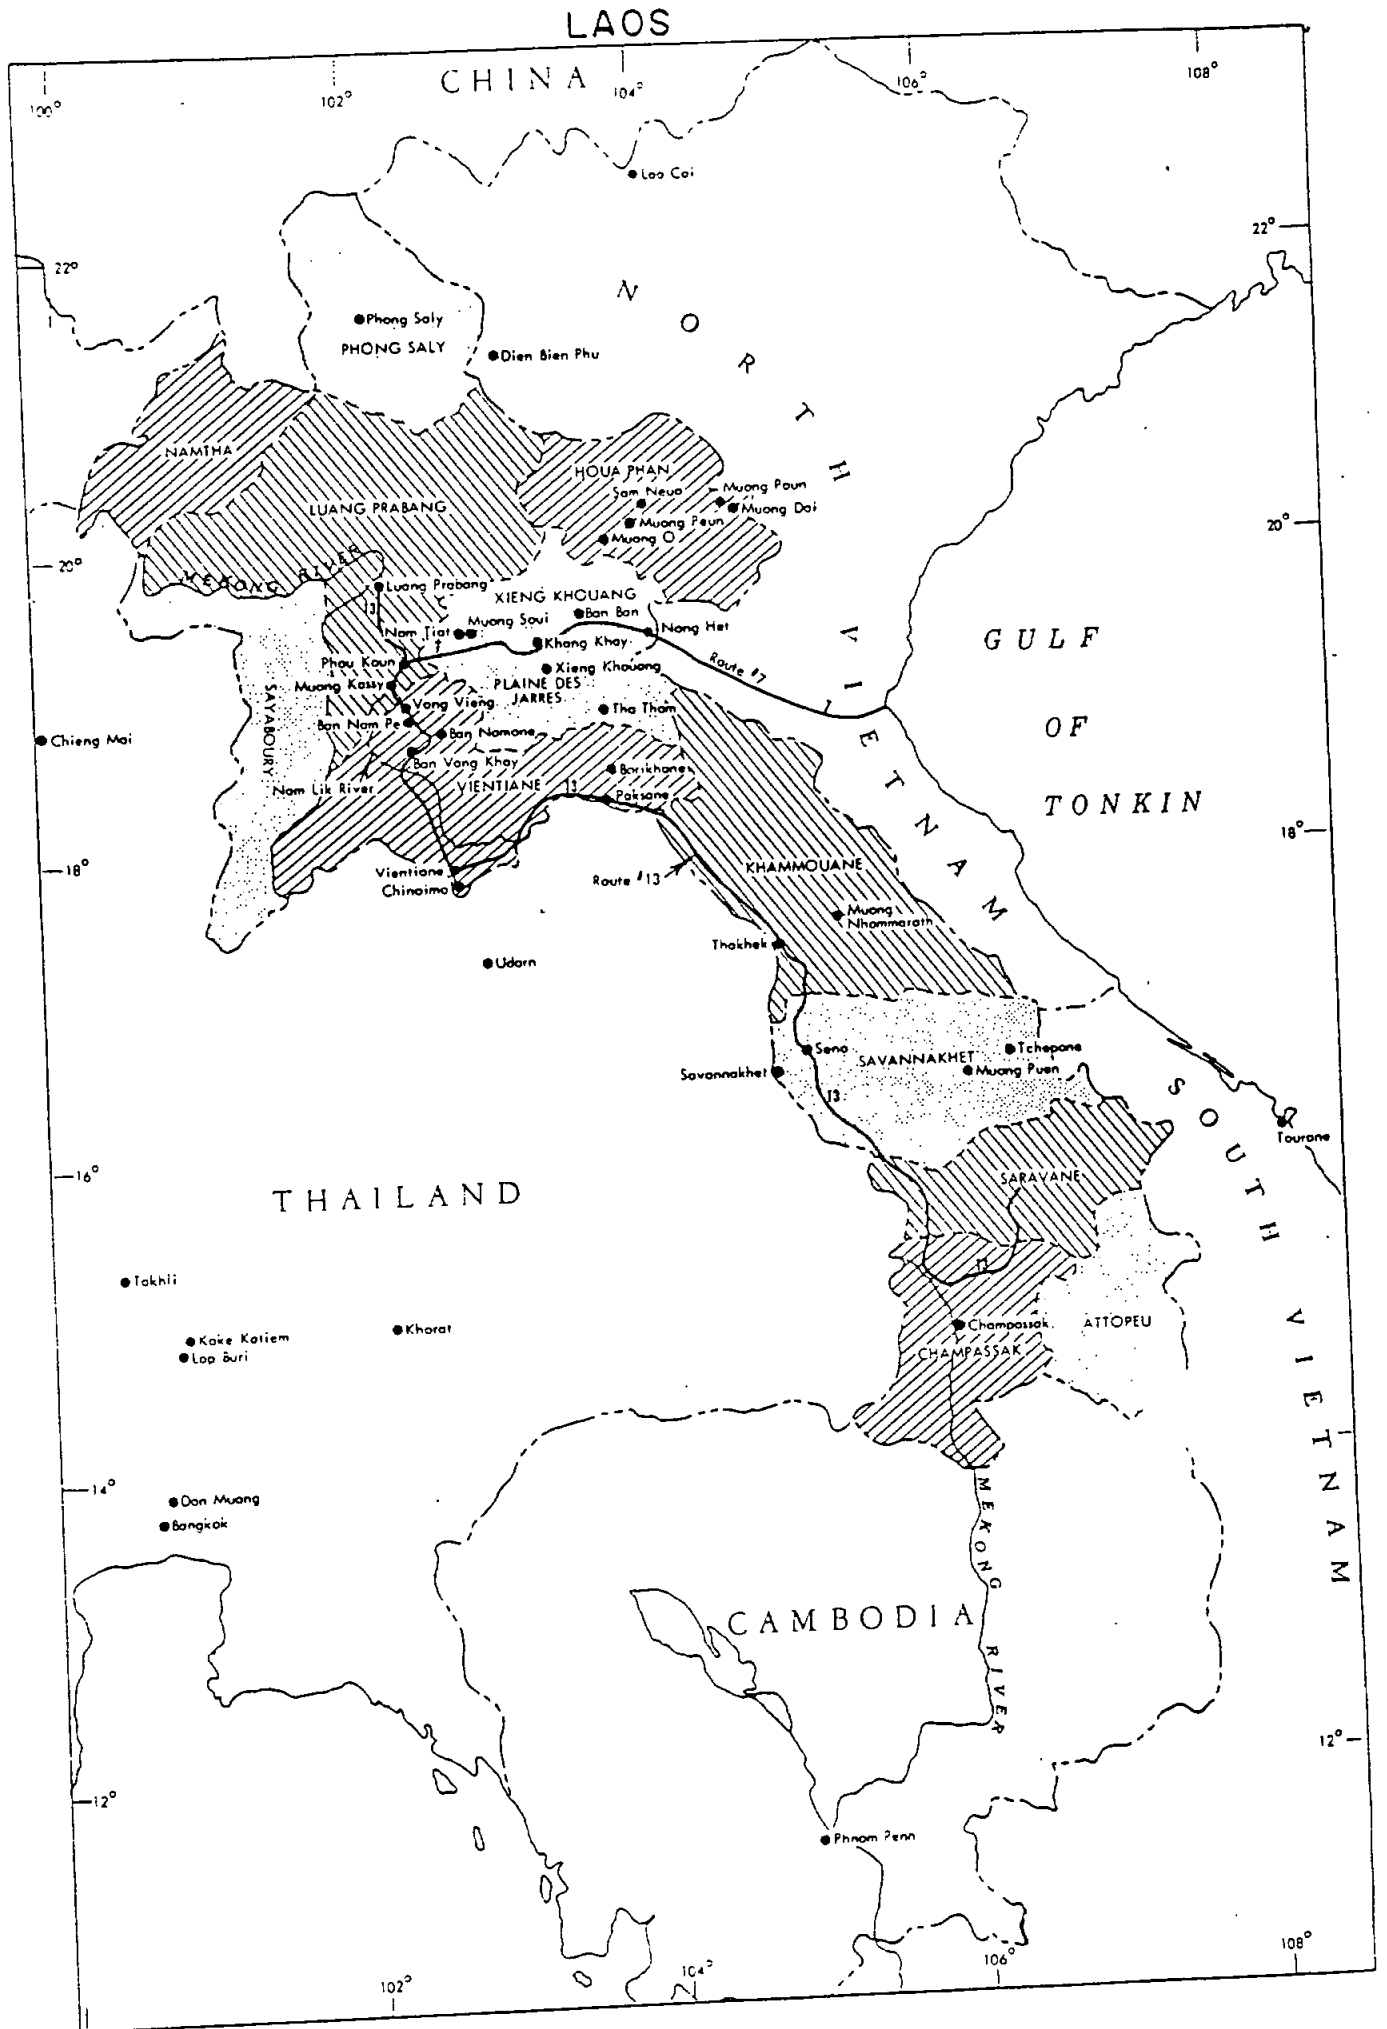 LAOS
CHINA
100°
102°
104°
106°
108°
Lao Cai
22°
22°
NORTH VIETNAM
Phong Saly
PHONG SALY
Dien Bien Phu
NAMTHA
HOUA PHAN
LUANG PRABANG
Sam Neua
Muong Paun
Muong Dai
Muong Peun
Muong O
20°
20°
MEKONG RIVER
Luang Prabang
13
XIENG KHOUANG
Ban Ban
Muong Soui
Nam Tiat
Nong Het
Khang Khay
7
Phou Koun
Xieng Khouang
Route #7
7
GULF
OF
TONKIN
Muong Kassy
PLAINE DES
JARRES
SAYABOURY
Vang Vieng
Tha Thom
Ban Nam Pe
Ban Namone
Chieng Mai
Ban Vang Khay
Borikhane
Nam Lik River
VIENTIANE
13
Paksane
18°
18°
KHAMMOUANE
Vientiane
Chinaimo
Route #13
Muong
Nhommarath
Thakhek
Udorn
Seno
SAVANNAKHET
Tchepone
Savannakhet
Muong Puen
13
SOUTH VIETNAM
Tourane
16°
SARAVANE
THAILAND
13
Takhli
Champassak
ATTOPEU
Koke Katiem
Khorat
Lop Buri
CHAMPASSAK
14°
MEKONG RIVER
Don Muang
Bangkok
CAMBODIA
12°
12°
Phnom Penh
102°
104°
106°
108°